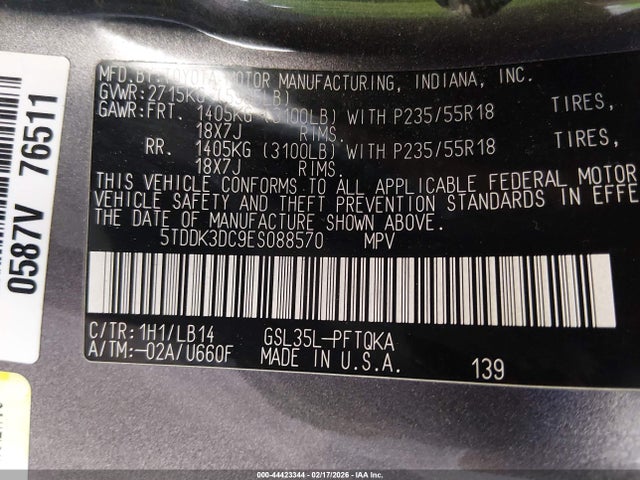 MFD.BY:TOYOTA MOTOR MANUFACTURING, INDIANA, INC.
GVWR:2715KG
GAWR:FRT. 1405KG (3100LB) WITH P235/55R18 TIRES,
18X7J RIMS.
RR. 1405KG (3100LB) WITH P235/55R18 TIRES,
18X7J RIMS.
THIS VEHICLE CONFORMS TO ALL APPLICABLE FEDERAL MOTOR
VEHICLE SAFETY AND THEFT PREVENTION STANDARDS IN EFFE
THE DATE OF MANUFACTURE SHOWN ABOVE.
5TDDK3DC9ES088570 MPV
C/TR:1H1/LB14 GSL35L-PFTQKA
A/TM:-02A/U660F MADE IN U.S.A. 139
0587V 76511
000-44423344 | 02/17/2026 | IAA Corp.